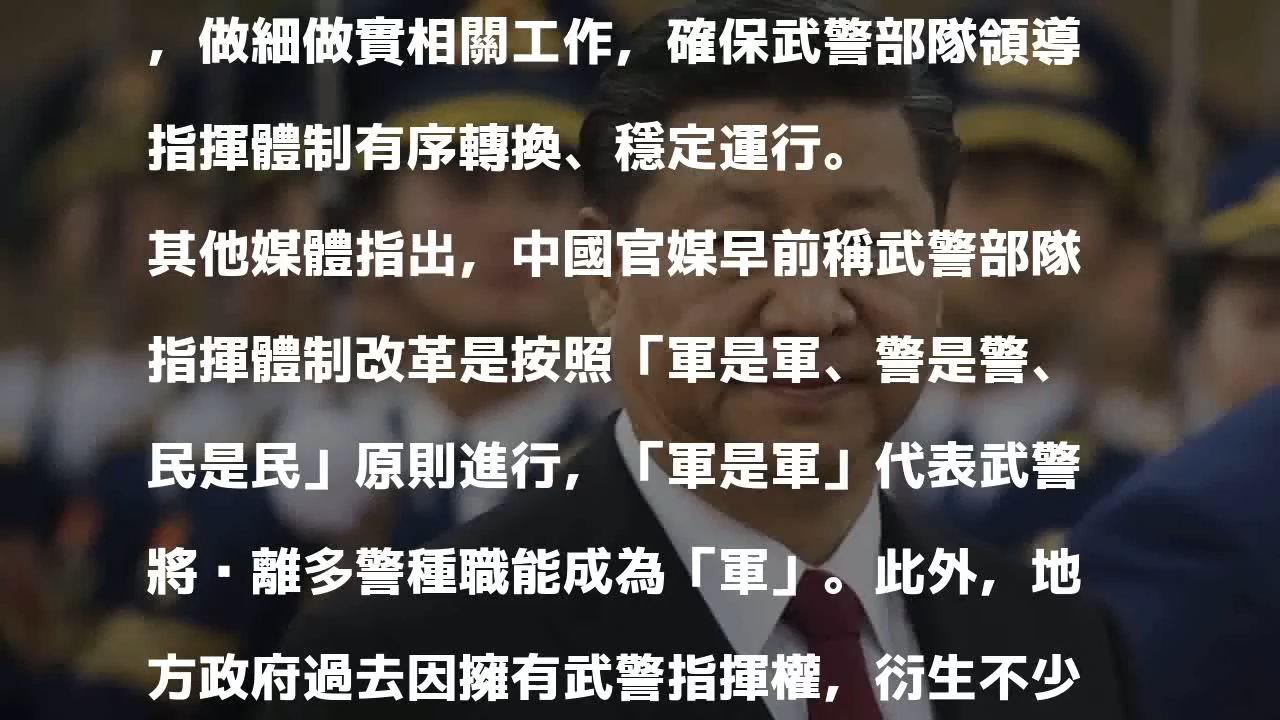 ，做細做實相關工作，確保武警部隊領導
指揮體制有序轉換、穩定運行。
其他媒體指出，中國官媒早前稱武警部隊
指揮體制改革是按照「軍是軍、警是警、
民是民」原則進行，「軍是軍」代表武警
將·離多警種職能成為「軍」。此外，地
方政府過去因擁有武警指揮權，衍生不少